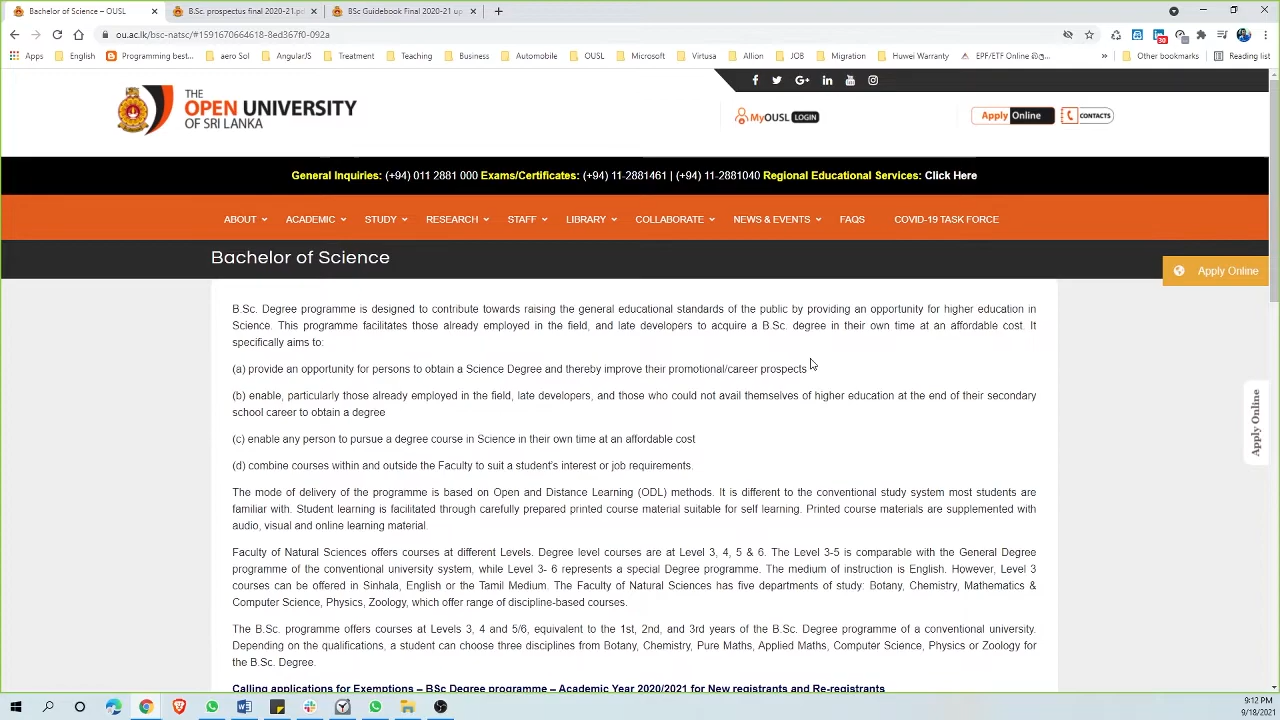 Bachelor of Science – OUSL
B.Sc. prospectus final 2020-21.pd
BSc Guidebook Final 2020-21 up
ou.ac.lk/bsc-natsc/#1591670664618-8ed367f0-092a
Apps English Programming best... aero Sol AngularJS Treatment Teaching Business Automobile OUSL Microsoft Virtusa Allion JOB Migration Huwei Warranty » Other bookmarks Reading list
THE
OPEN UNIVERSITY
OF SRI LANKA
MyOUSL LOGIN
Apply Online
CONTACTS
General Inquiries: (+94) 011 2881 000 Exams/Certificates: (+94) 11-2881461 | (+94) 11-2881040 Regional Educational Services: Click Here
ABOUT ACADEMIC STUDY RESEARCH STAFF LIBRARY COLLABORATE NEWS & EVENTS FAQS COVID-19 TASK FORCE
Bachelor of Science
Apply Online
B.Sc. Degree programme is designed to contribute towards raising the general educational standards of the public by providing an opportunity for higher education in
Science. This programme facilitates those already employed in the field, and late developers to acquire a B.Sc. degree in their own time at an affordable cost. It
specifically aims to:
(a) provide an opportunity for persons to obtain a Science Degree and thereby improve their promotional/career prospects
(b) enable, particularly those already employed in the field, late developers, and those who could not avail themselves of higher education at the end of their secondary
school career to obtain a degree
(c) enable any person to pursue a degree course in Science in their own time at an affordable cost
(d) combine courses within and outside the Faculty to suit a student's interest or job requirements.
Apply Online
The mode of delivery of the programme is based on Open and Distance Learning (ODL) methods. It is different to the conventional study system most students are
familiar with. Student learning is facilitated through carefully prepared printed course material suitable for self learning. Printed course materials are supplemented with
audio, visual and online learning material.
Faculty of Natural Sciences offers courses at different Levels. Degree level courses are at Level 3, 4, 5 & 6. The Level 3-5 is comparable with the General Degree
programme of the conventional university system, while Level 3- 6 represents a special Degree programme. The medium of instruction is English. However, Level 3
courses can be offered in Sinhala, English or the Tamil Medium. The Faculty of Natural Sciences has five departments of study: Botany, Chemistry, Mathematics &
Computer Science, Physics, Zoology, which offer range of discipline-based courses.
The B.Sc. programme offers courses at Levels 3, 4 and 5/6, equivalent to the 1st, 2nd, and 3rd years of the B.Sc. Degree programme of a conventional university.
Depending on the qualifications, a student can choose three disciplines from Botany, Chemistry, Pure Maths, Applied Maths, Computer Science, Physics or Zoology for
the B.Sc. Degree.
Calling applications for Exemptions – BSc Degree programme – Academic Year 2020/2021 for New registrants and Re-registrants
9:12 PM
9/18/2021